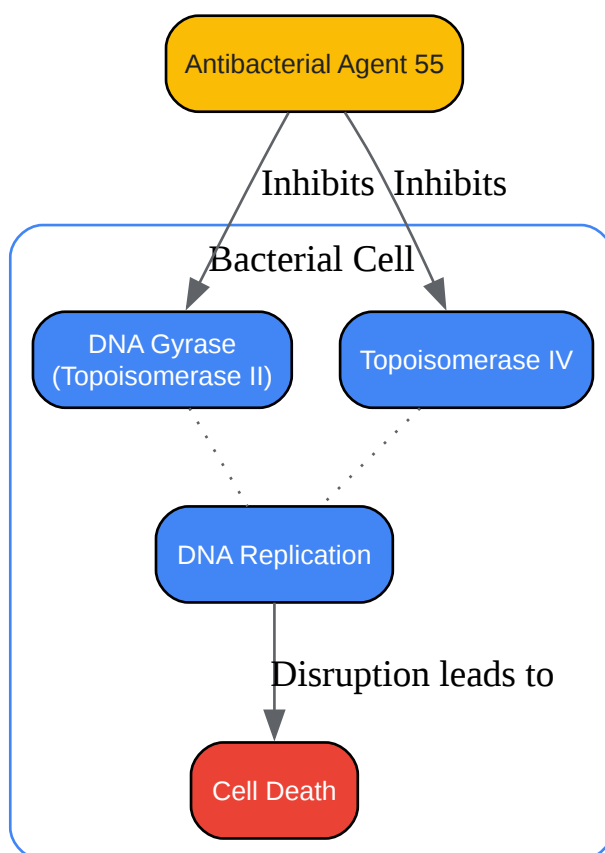 Antibacterial Agent 55
Inhibits Inhibits
Bacterial Cell
DNA Gyrase
(Topoisomerase II)
Topoisomerase IV
DNA Replication
Disruption leads to
Cell Death